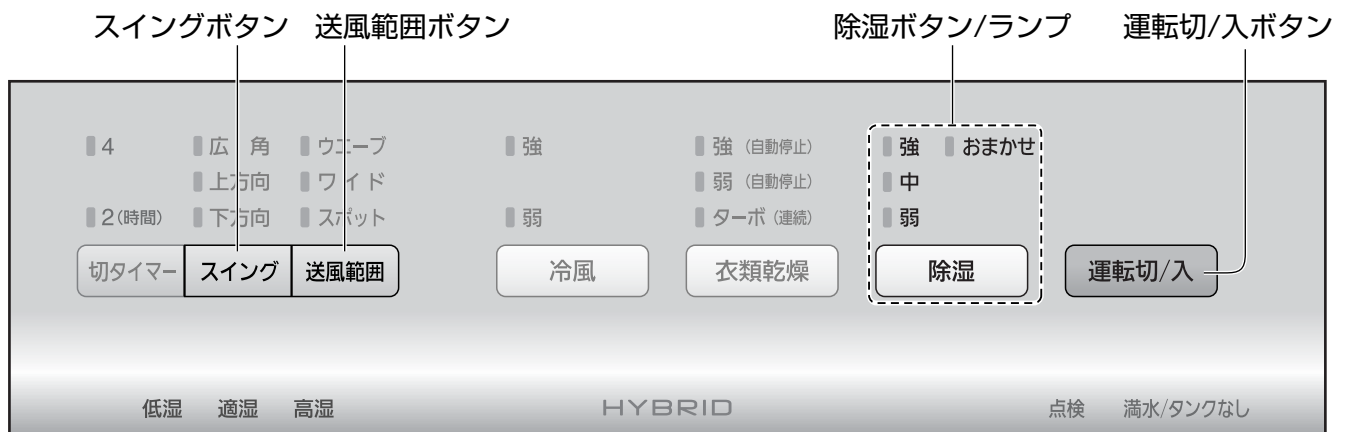 スイングボタン 送風範囲ボタン 除湿ボタン/ランプ 運転切/入ボタン
4 広 角 ウエーブ 強 強（自動停止） 強 おまかせ
上方向 ワイド 弱（自動停止） 中
2(時間) 下方向 スポット 弱 ターボ（連続） 弱
切タイマー スイング 送風範囲 冷風 衣類乾燥 除湿 運転切/入
低湿 適湿 高湿 HYBRID 点検 満水/タンクなし